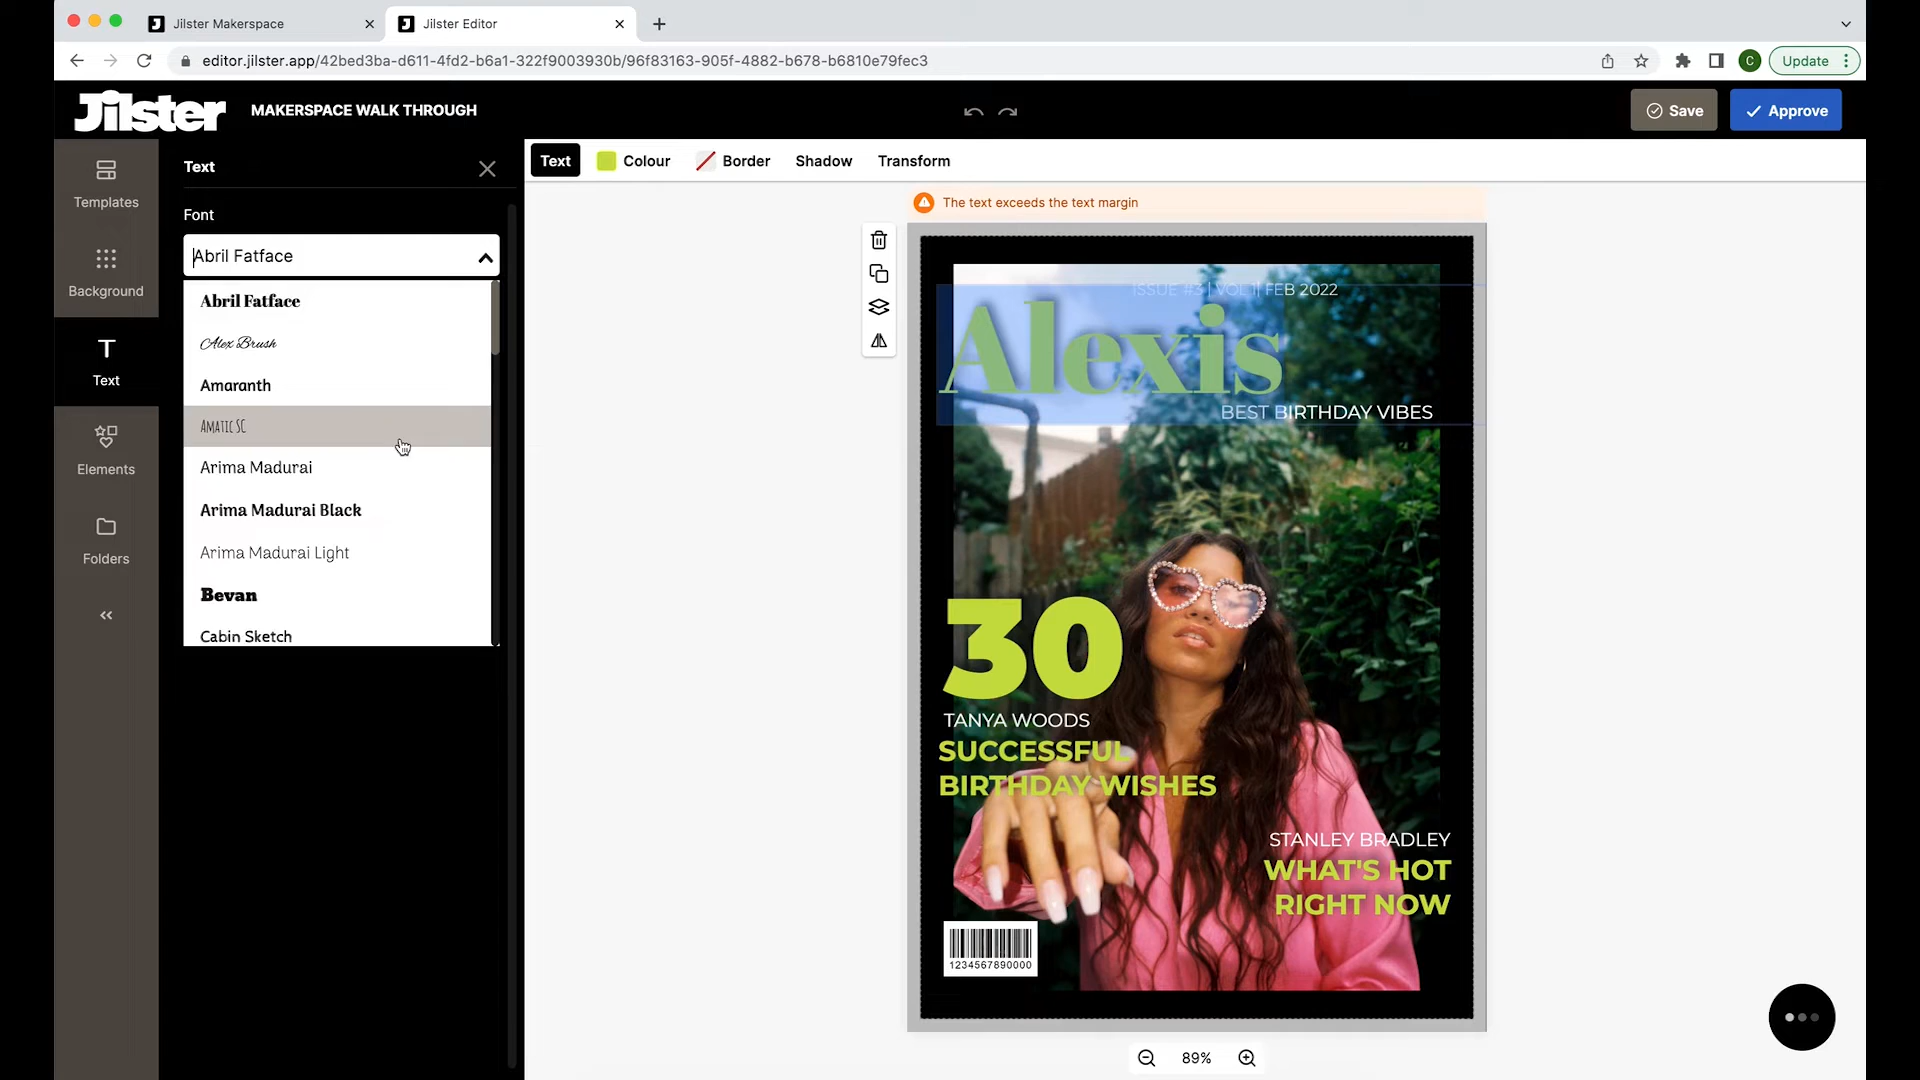 Jilster Makerspace
Jilster Editor
editor.jilster.app/42bed3ba-d611-4fd2-b6a1-322f9003930b/96f83163-905f-4882-b678-b6810e79fec3
C
Update
Jilster
MAKERSPACE WALK THROUGH
Save
Approve
Templates
Background
Text
Elements
Folders
Text
Font
Abril Fatface
Abril Fatface
Alex Brush
Amaranth
Amatic SC
Arima Madurai
Arima Madurai Black
Arima Madurai Light
Bevan
Cabin Sketch
Text
Colour
Border
Shadow
Transform
The text exceeds the text margin
ISSUE #3 | VOL 1| FEB 2022
Alexis
BEST BIRTHDAY VIBES
30
TANYA WOODS
SUCCESSFUL
BIRTHDAY WISHES
STANLEY BRADLEY
WHAT'S HOT
RIGHT NOW
1234567890000
89%